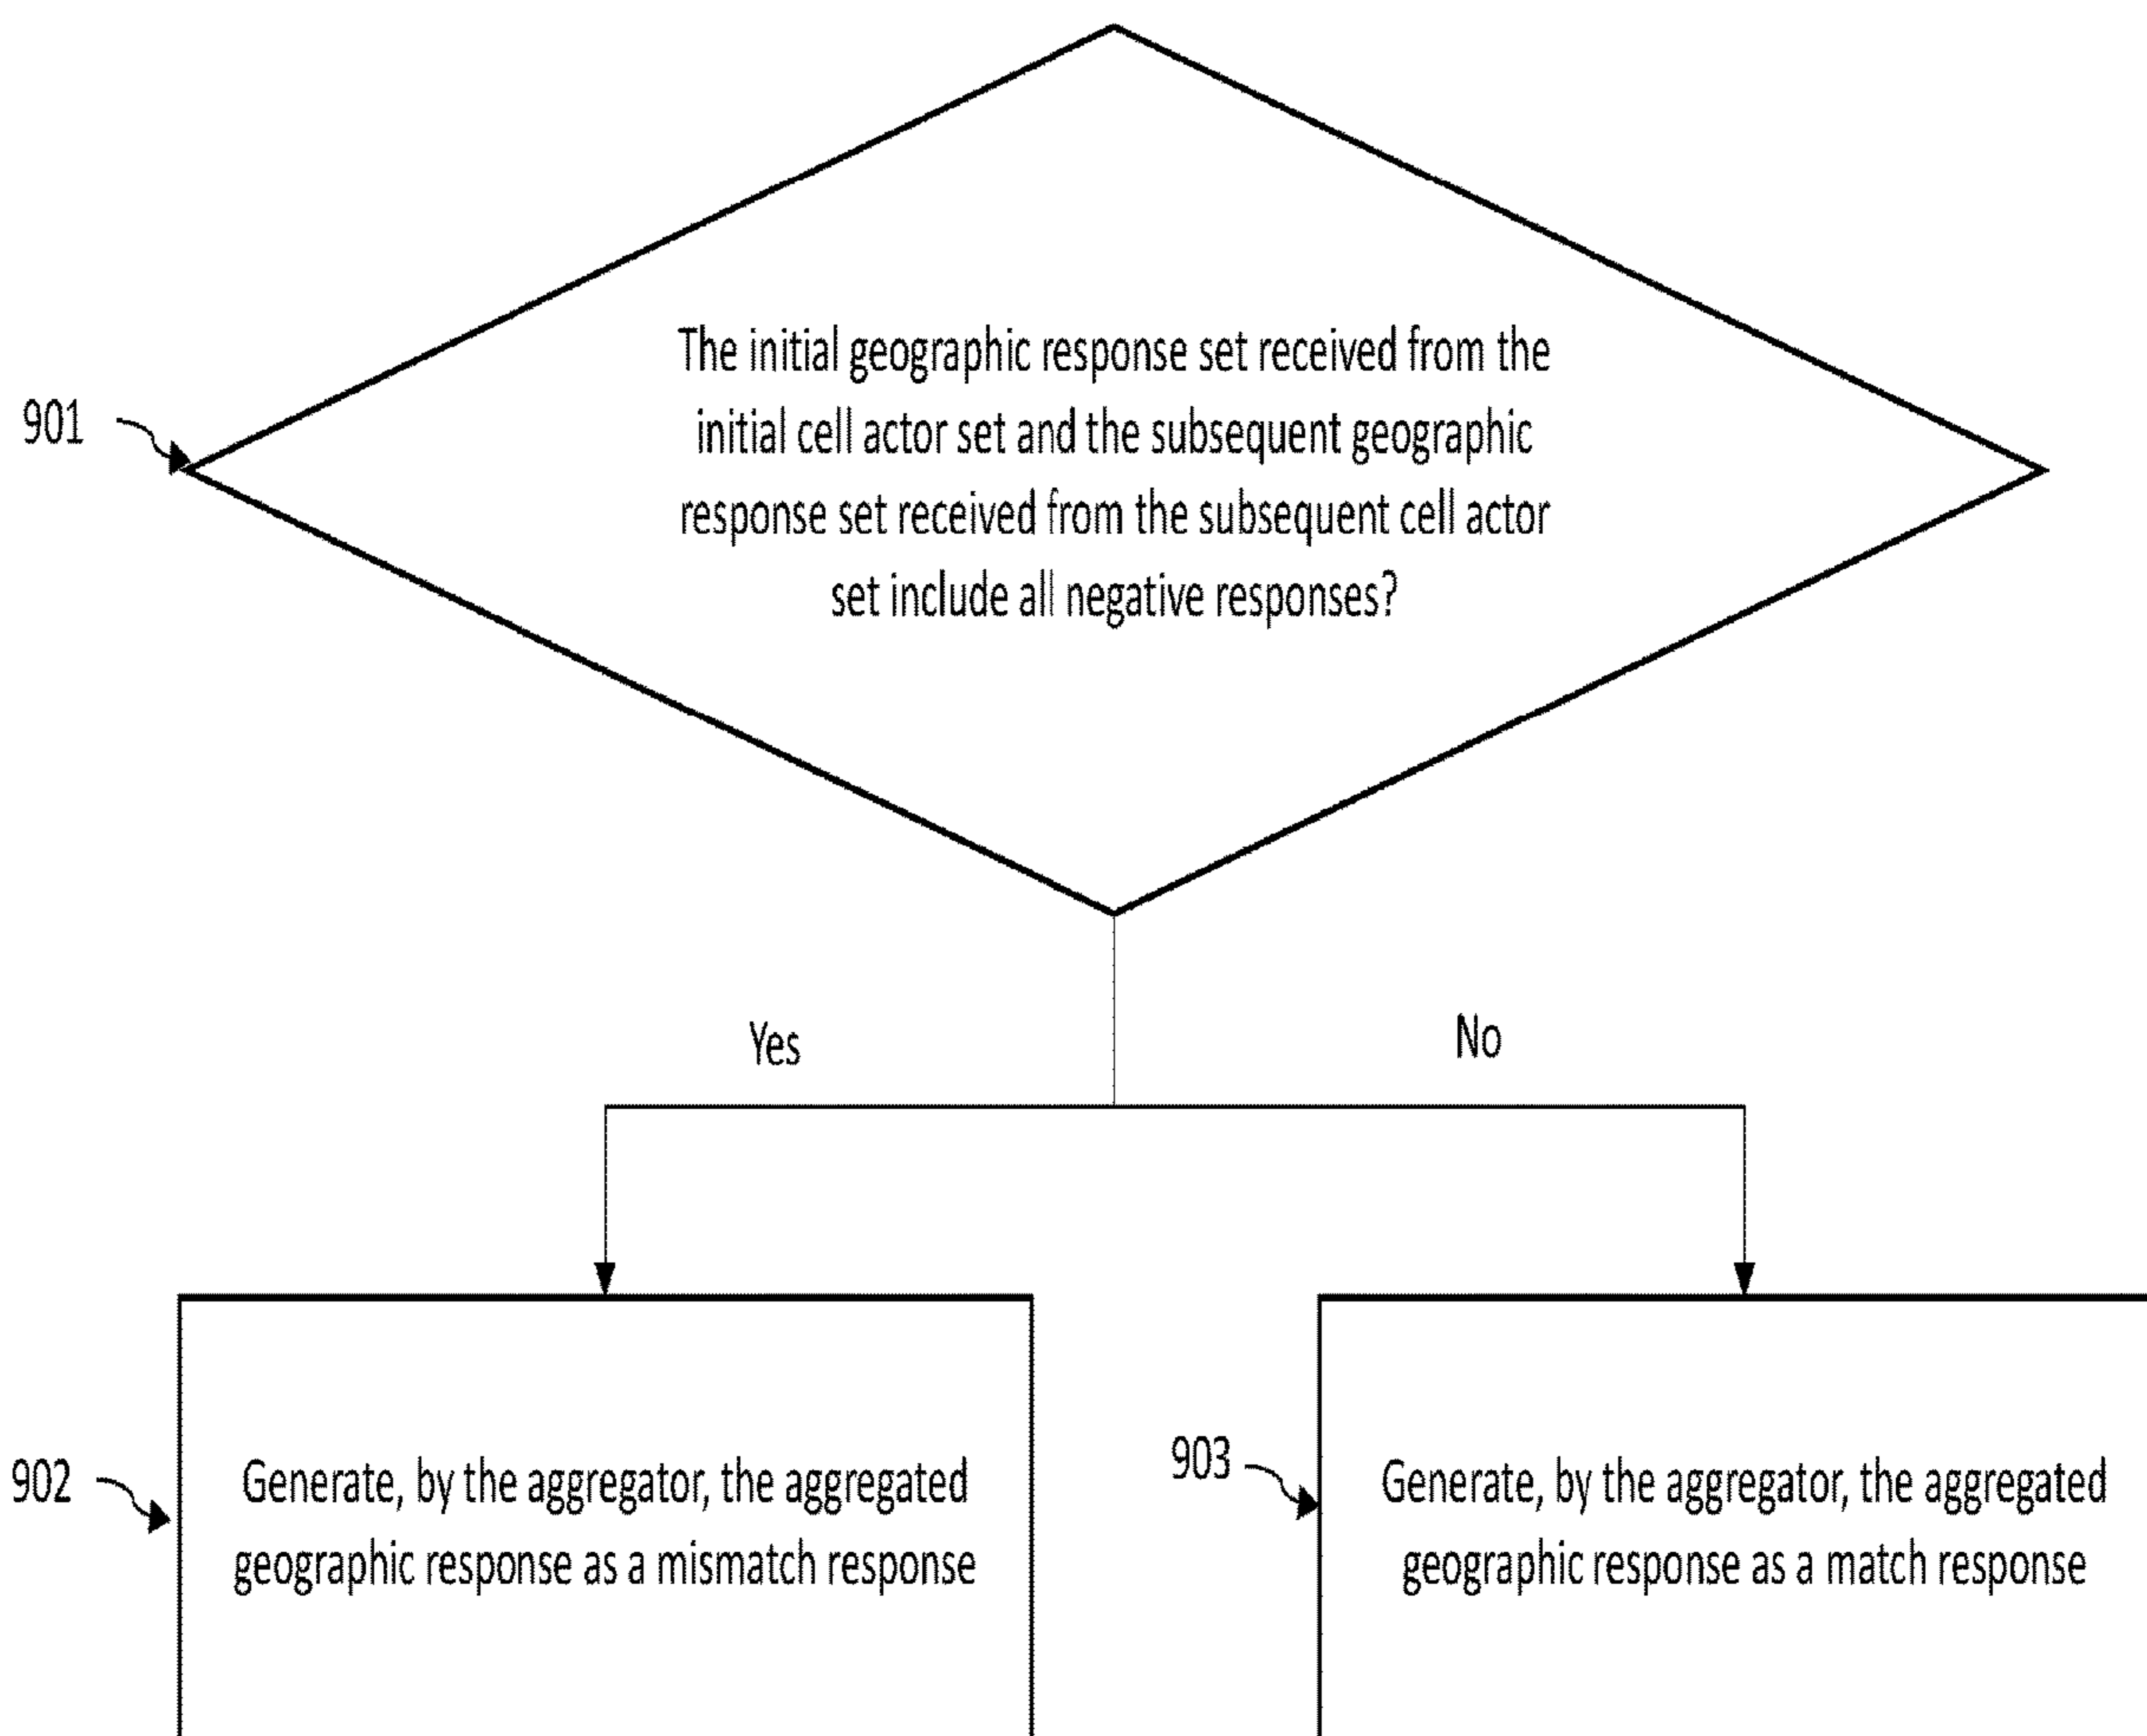 The initial geographic response set received from the
initial cell actor set and the subsequent geographic
response set received from the subsequent cell actor
set include all negative responses?
901
Yes
No
902
Generate, by the aggregator, the aggregated
geographic response as a mismatch response
903
Generate, by the aggregator, the aggregated
geographic response as a match response